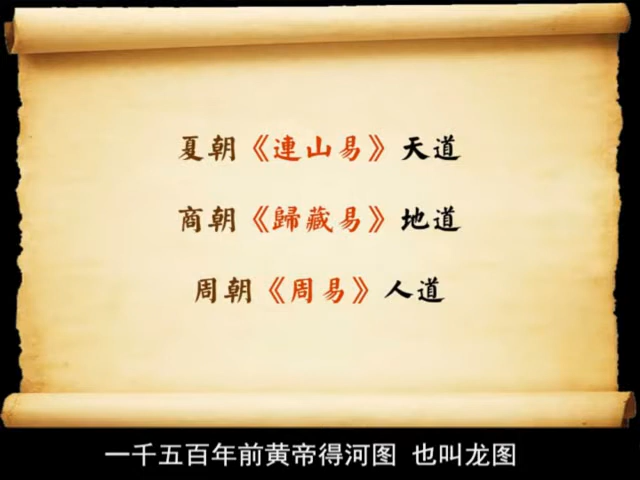 夏朝《連山易》天道
商朝《歸藏易》地道
周朝《周易》人道
一千五百年前黄帝得河图 也叫龙图